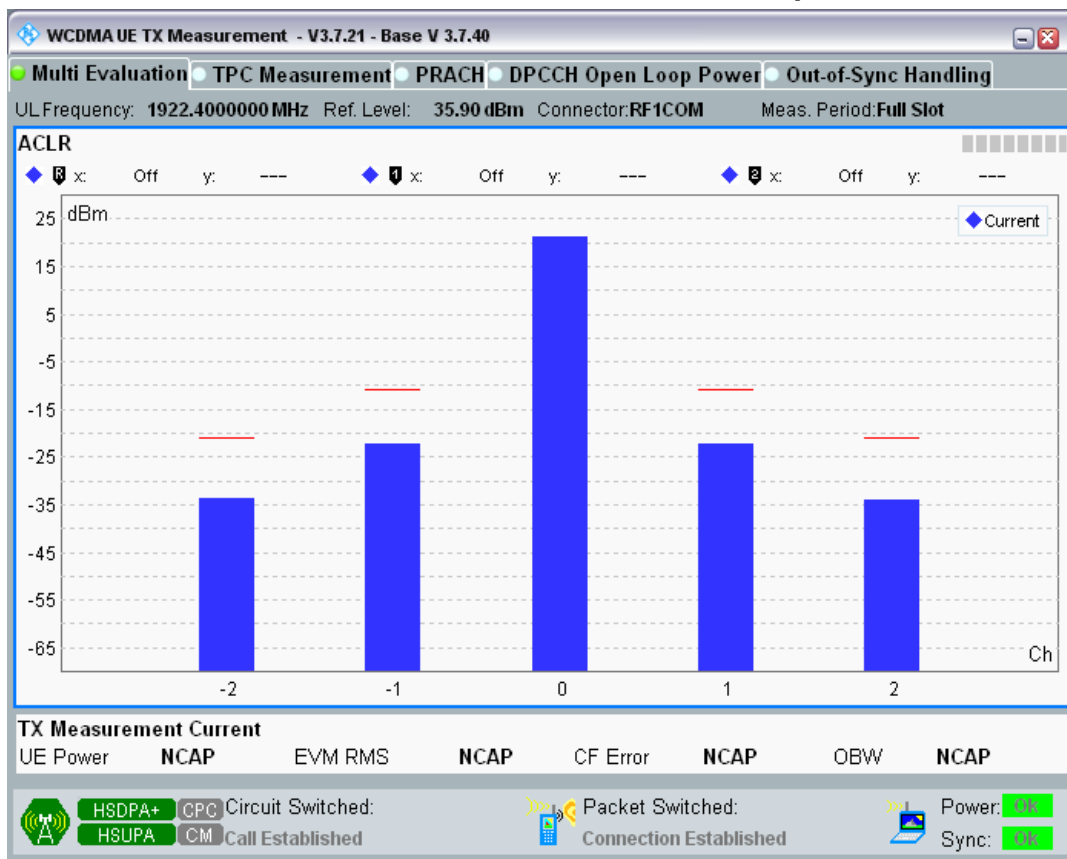 WCDMA UE TX Measurement - V3.7.21 - Base V 3.7.40
Multi Evaluation TPC Measurement PRACH DPCCH Open Loop Power Out-of-Sync Handling
UL Frequency: 1922.4000000 MHz Ref. Level: 35.90 dBm Connector:RF1COM Meas. Period:Full Slot
ACLR
R x: Off y: --- 1 x: Off y: --- 2 x: Off y: ---
dBm
Current
25
15
5
-5
-15
-25
-35
-45
-55
-65
Ch
-2 -1 0 1 2
TX Measurement Current
UE Power NCAP EVM RMS NCAP CF Error NCAP OBW NCAP
HSDPA+ CPC Circuit Switched: Packet Switched: Power: Ok
HSUPA CM Call Established Connection Established Sync: Ok